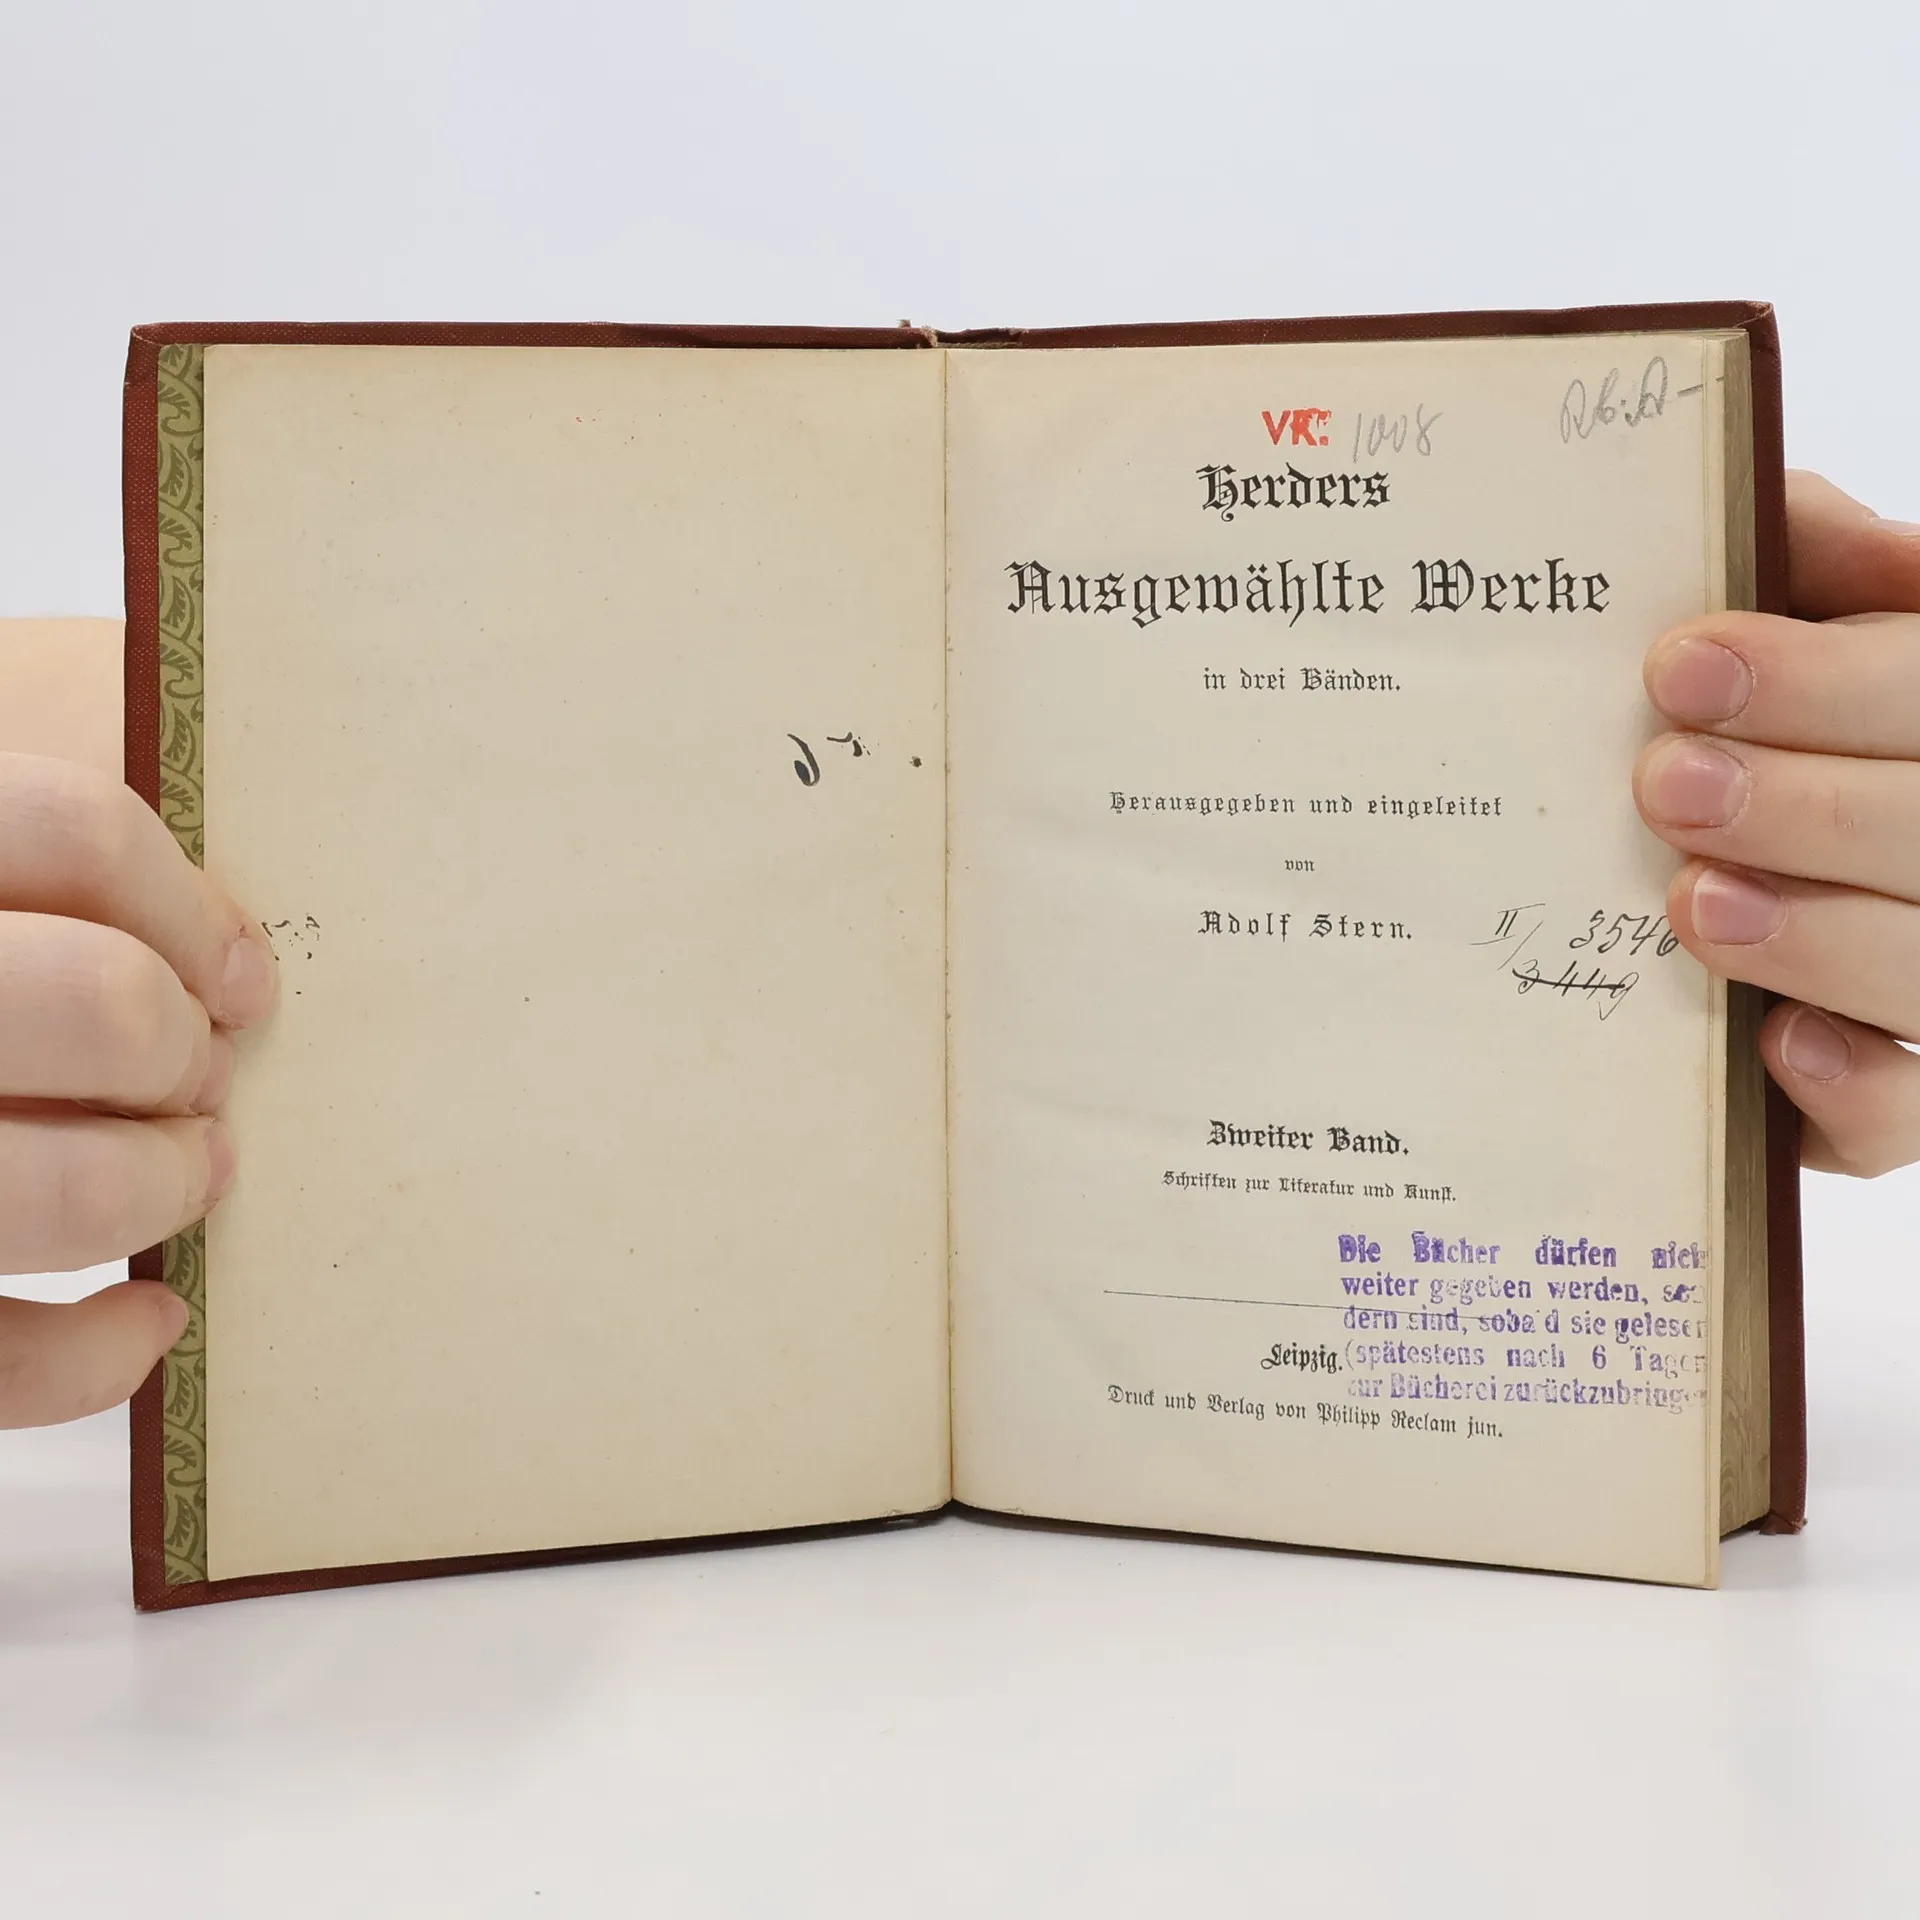 VK. 1008
Herders
Ausgewählte Werke
in drei Bänden.
Herausgegeben und eingeleitet
von
Adolf Stern.
II/ 3546
3449
Zweiter Band.
Schriften zur Literatur und Kunst.
Die Bücher dürfen nich
weiter gegeben werden, son
dern sind, sobald sie gelesen
(spätestens nach 6 Tagen
zur Bücherei zurückzubringen
Leipzig.
Druck und Verlag von Philipp Reclam jun.